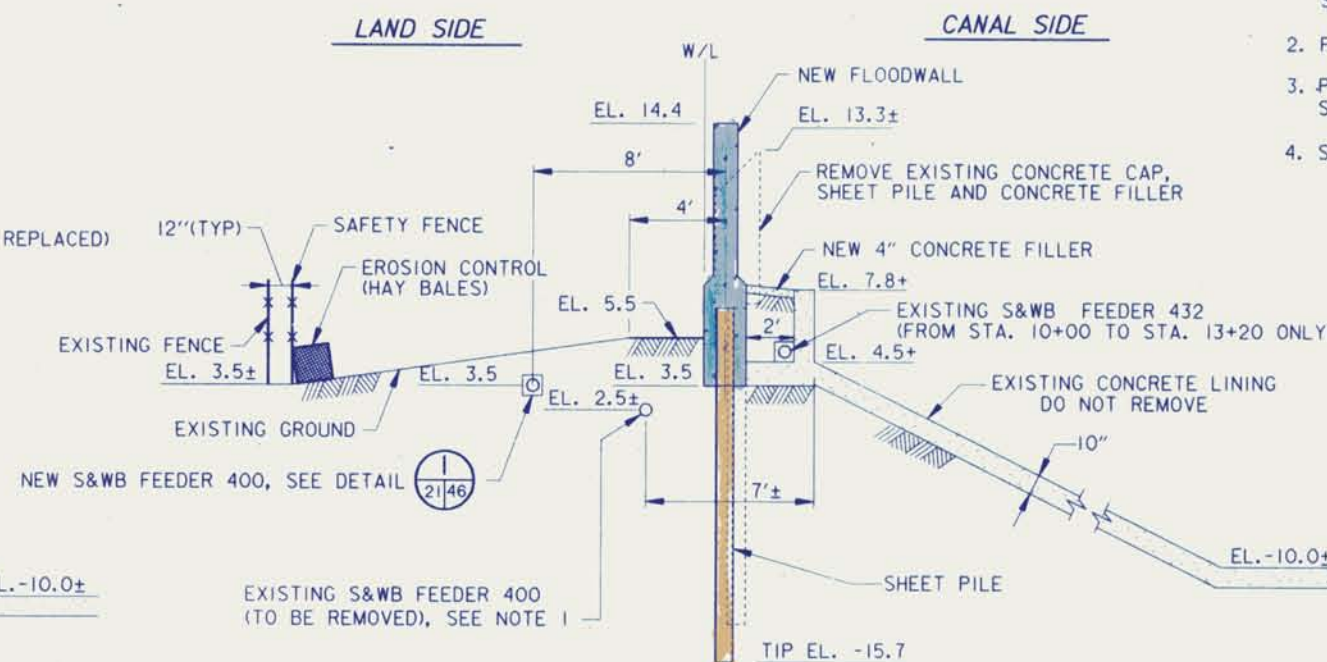 LAND SIDE
CANAL SIDE
W/L
NEW FLOODWALL
2. F
3. P
S
4. S
EL. 14.4
EL. 13.3±
8'
REMOVE EXISTING CONCRETE CAP,
SHEET PILE AND CONCRETE FILLER
4'
REPLACED)
12"(TYP)
SAFETY FENCE
NEW 4" CONCRETE FILLER
EROSION CONTROL
(HAY BALES)
EL. 7.8+
EL. 5.5
EXISTING S&WB FEEDER 432
(FROM STA. 10+00 TO STA. 13+20 ONLY
2'
EXISTING FENCE
EL. 4.5+
EL. 3.5±
EL. 3.5
EL. 3.5
EXISTING CONCRETE LINING
DO NOT REMOVE
EL. 2.5±
EXISTING GROUND
10"
NEW S&WB FEEDER 400, SEE DETAIL
1
21 46
7'±
EL.-10.0±
L.-10.0±
SHEET PILE
EXISTING S&WB FEEDER 400
(TO BE REMOVED), SEE NOTE 1
TIP EL. -15.7